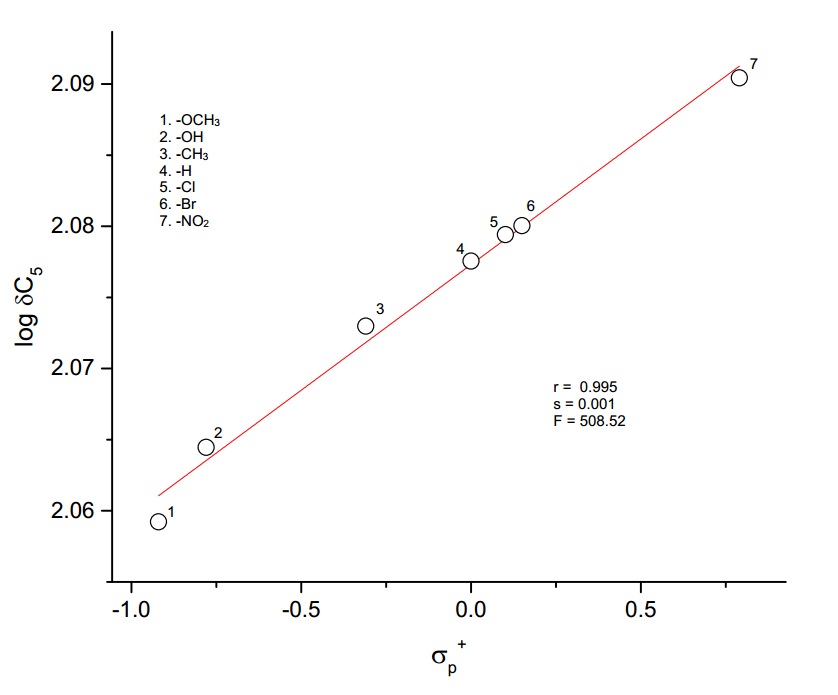 2.09
2.08
2.07
2.06
log δC₅
1. -OCH₃
2. -OH
3. -CH₃
4. -H
5. -Cl
6. -Br
7. -NO₂
7
6
5
4
3
2
1
r = 0.995
s = 0.001
F = 508.52
-1.0 -0.5 0.0 0.5
σₚ⁺